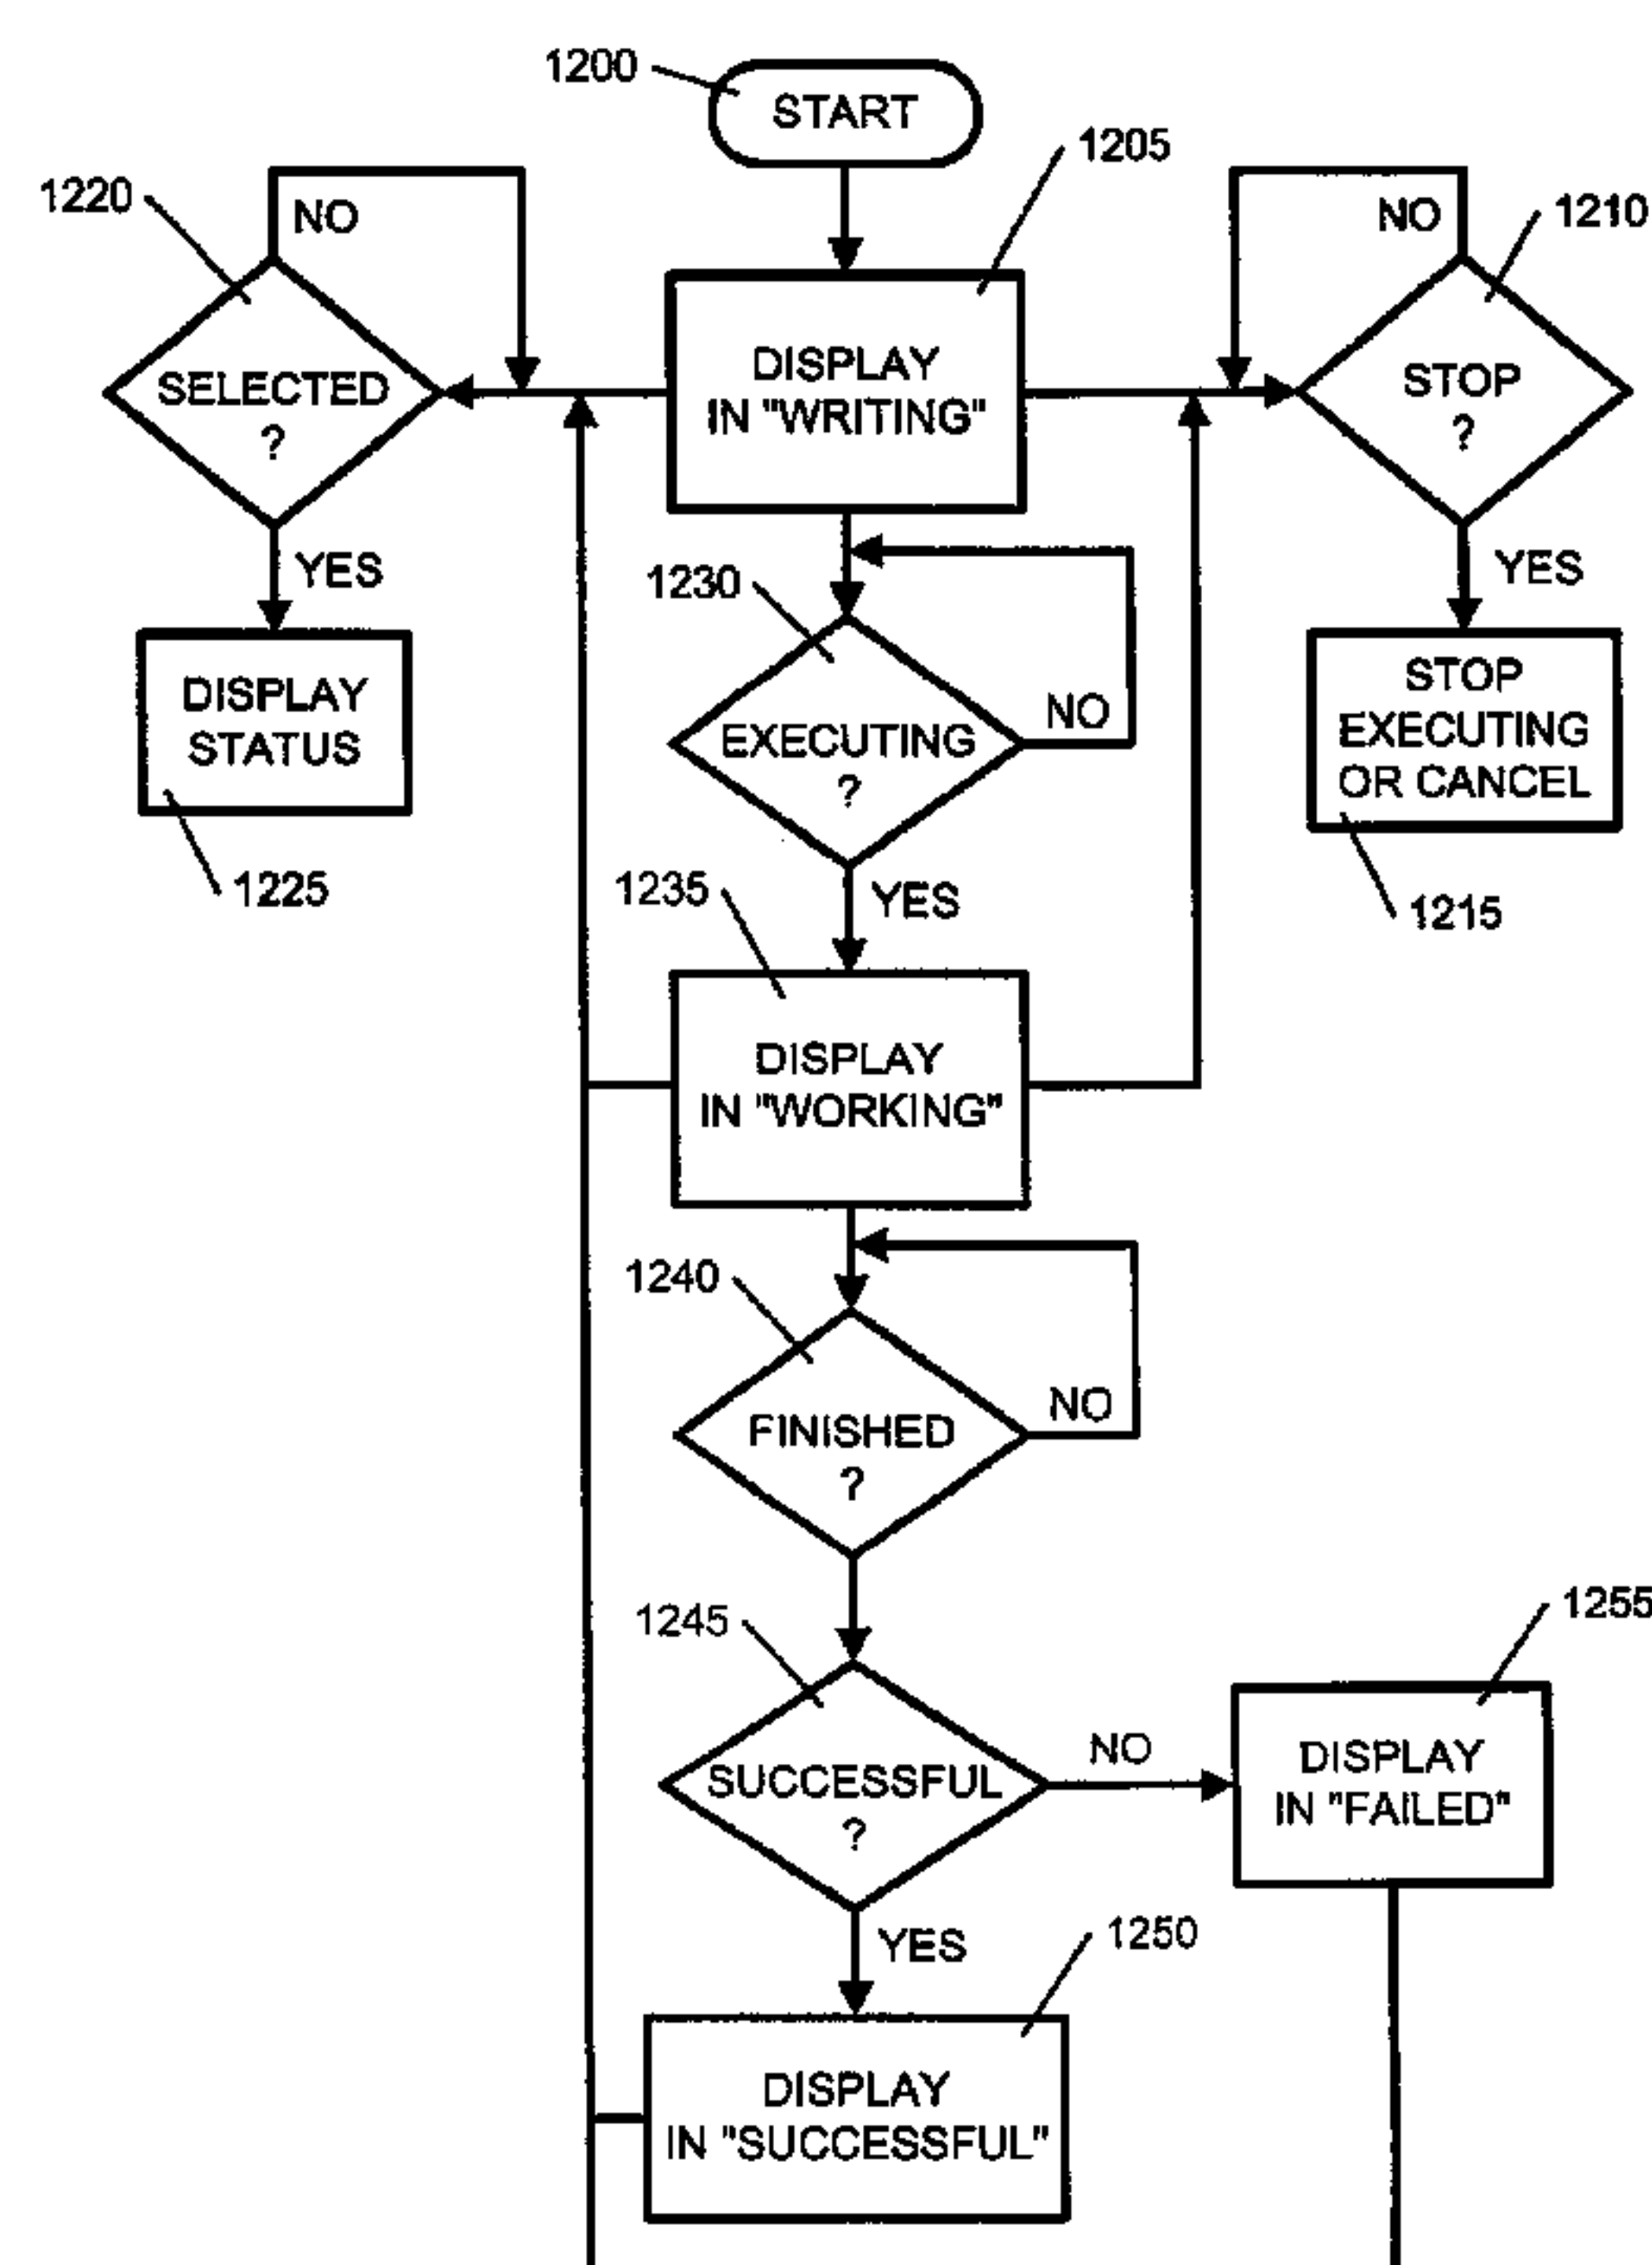 1200
START
1205
1220
NO
NO
1210
DISPLAY
IN "WRITING"
SELECTED
?
STOP
?
YES
1230
YES
DISPLAY
STATUS
EXECUTING
?
NO
STOP
EXECUTING
OR CANCEL
1225
1235
YES
1215
DISPLAY
IN "WORKING"
1240
FINISHED
?
NO
1245
1255
SUCCESSFUL
?
NO
DISPLAY
IN "FAILED"
YES
1250
DISPLAY
IN "SUCCESSFUL"